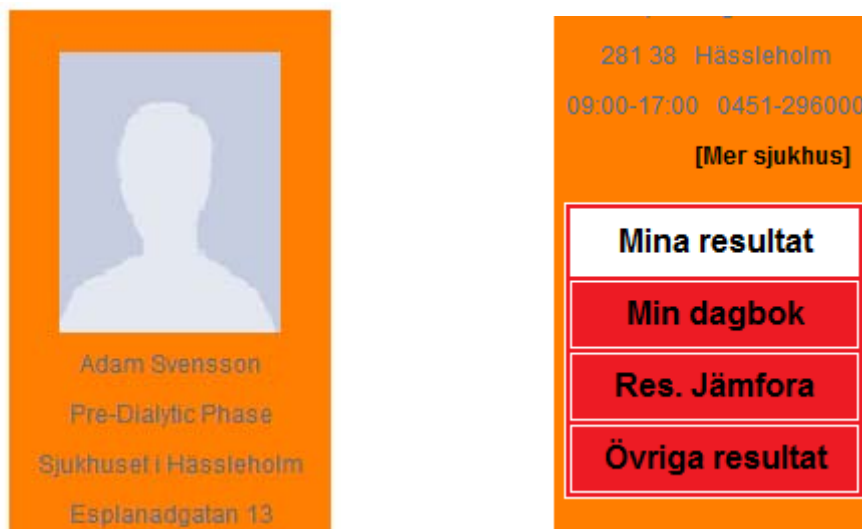 Adam Svensson
Pre-Dialytic Phase
Sjukhuset i Hässleholm
Esplanadgatan 13
281 38 Hässleholm
09:00-17:00 0451-296000
[Mer sjukhus]
Mina resultat
Min dagbok
Res. Jämfora
Övriga resultat